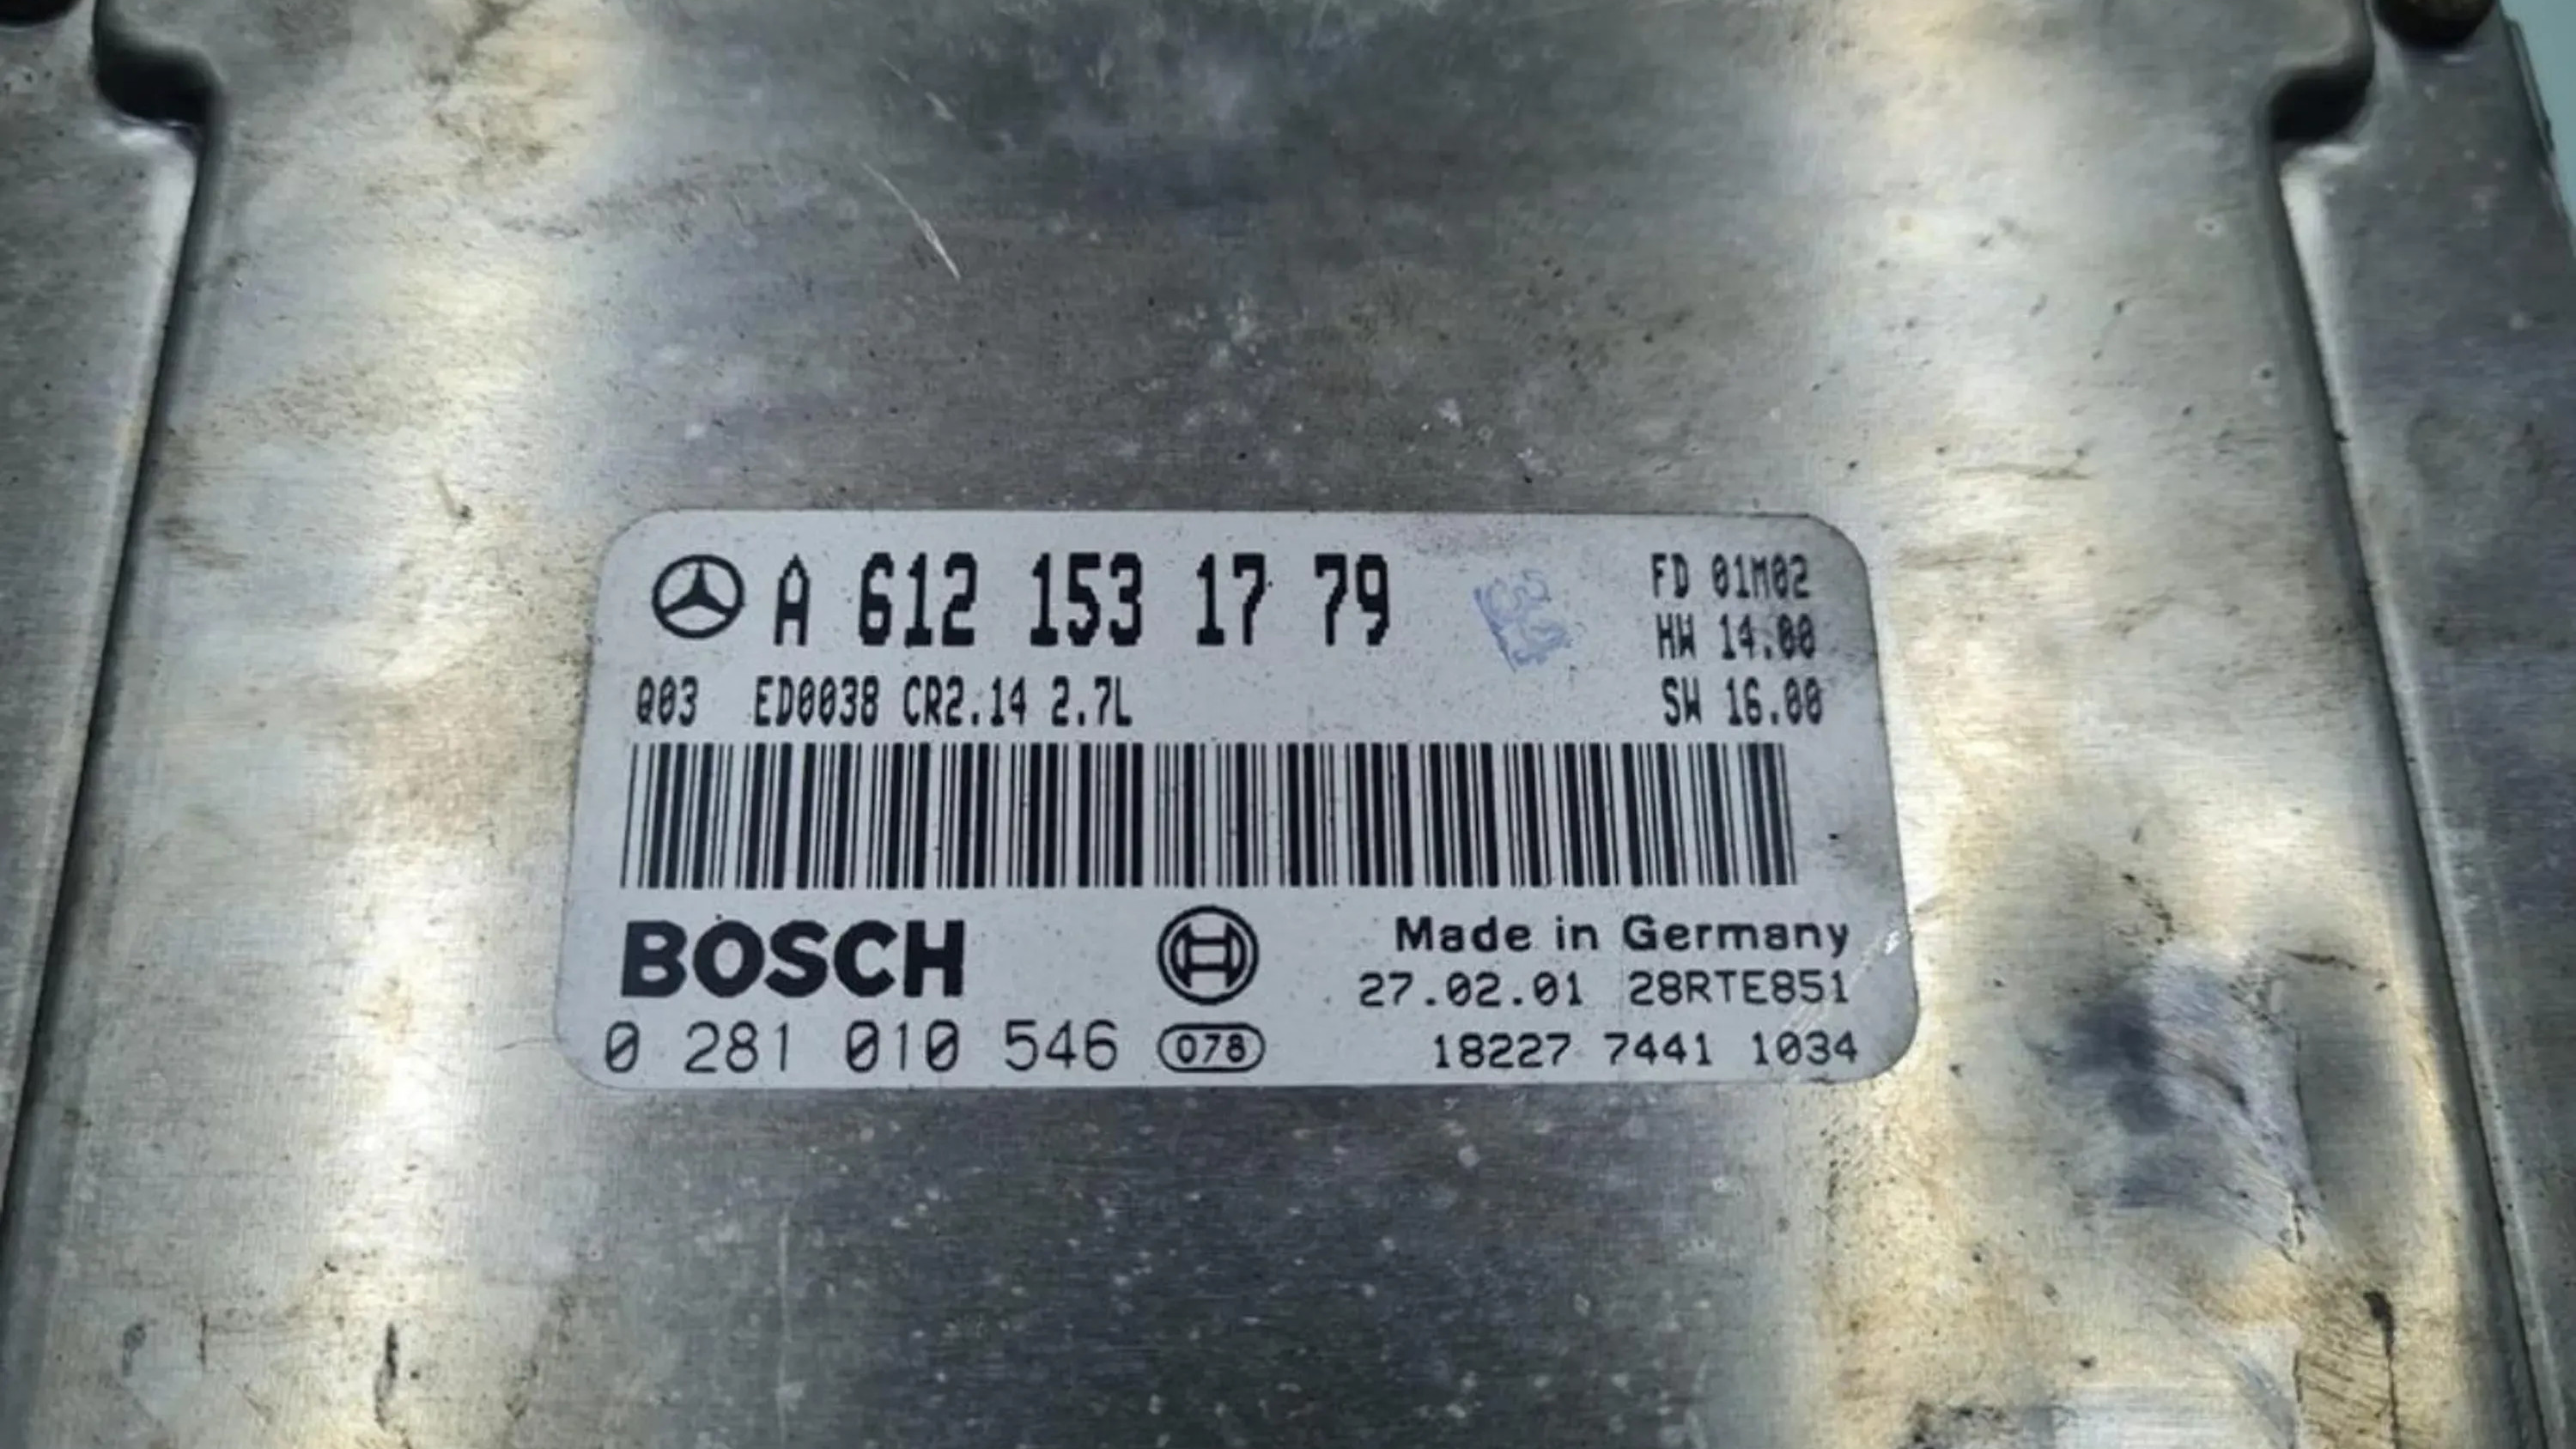 A 612 153 17 79
FD 01M02
HW 14.00
Q03 ED0038 CR2.14 2.7L
SW 16.00
BOSCH
Made in Germany
27.02.01 28RTE851
0 281 010 546
078
18227 7441 1034